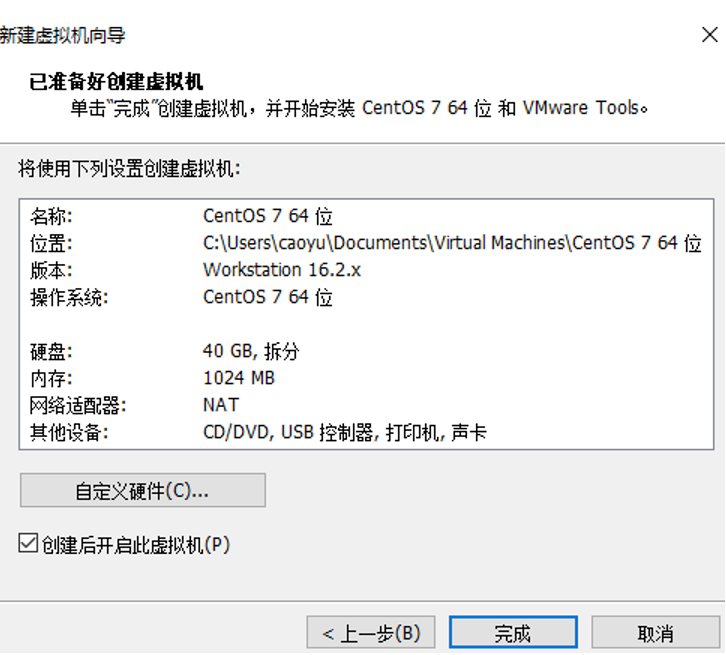 新建虚拟机向导
已准备好创建虚拟机
单击"完成"创建虚拟机，并开始安装 CentOS 7 64 位 和 VMware Tools。
将使用下列设置创建虚拟机:
名称: CentOS 7 64 位
位置: C:\Users\caoyu\Documents\Virtual Machines\CentOS 7 64 位
版本: Workstation 16.2.x
操作系统: CentOS 7 64 位
硬盘: 40 GB, 拆分
内存: 1024 MB
网络适配器: NAT
其他设备: CD/DVD, USB 控制器, 打印机, 声卡
自定义硬件(C)...
创建后开启此虚拟机(P)
< 上一步(B) 完成 取消